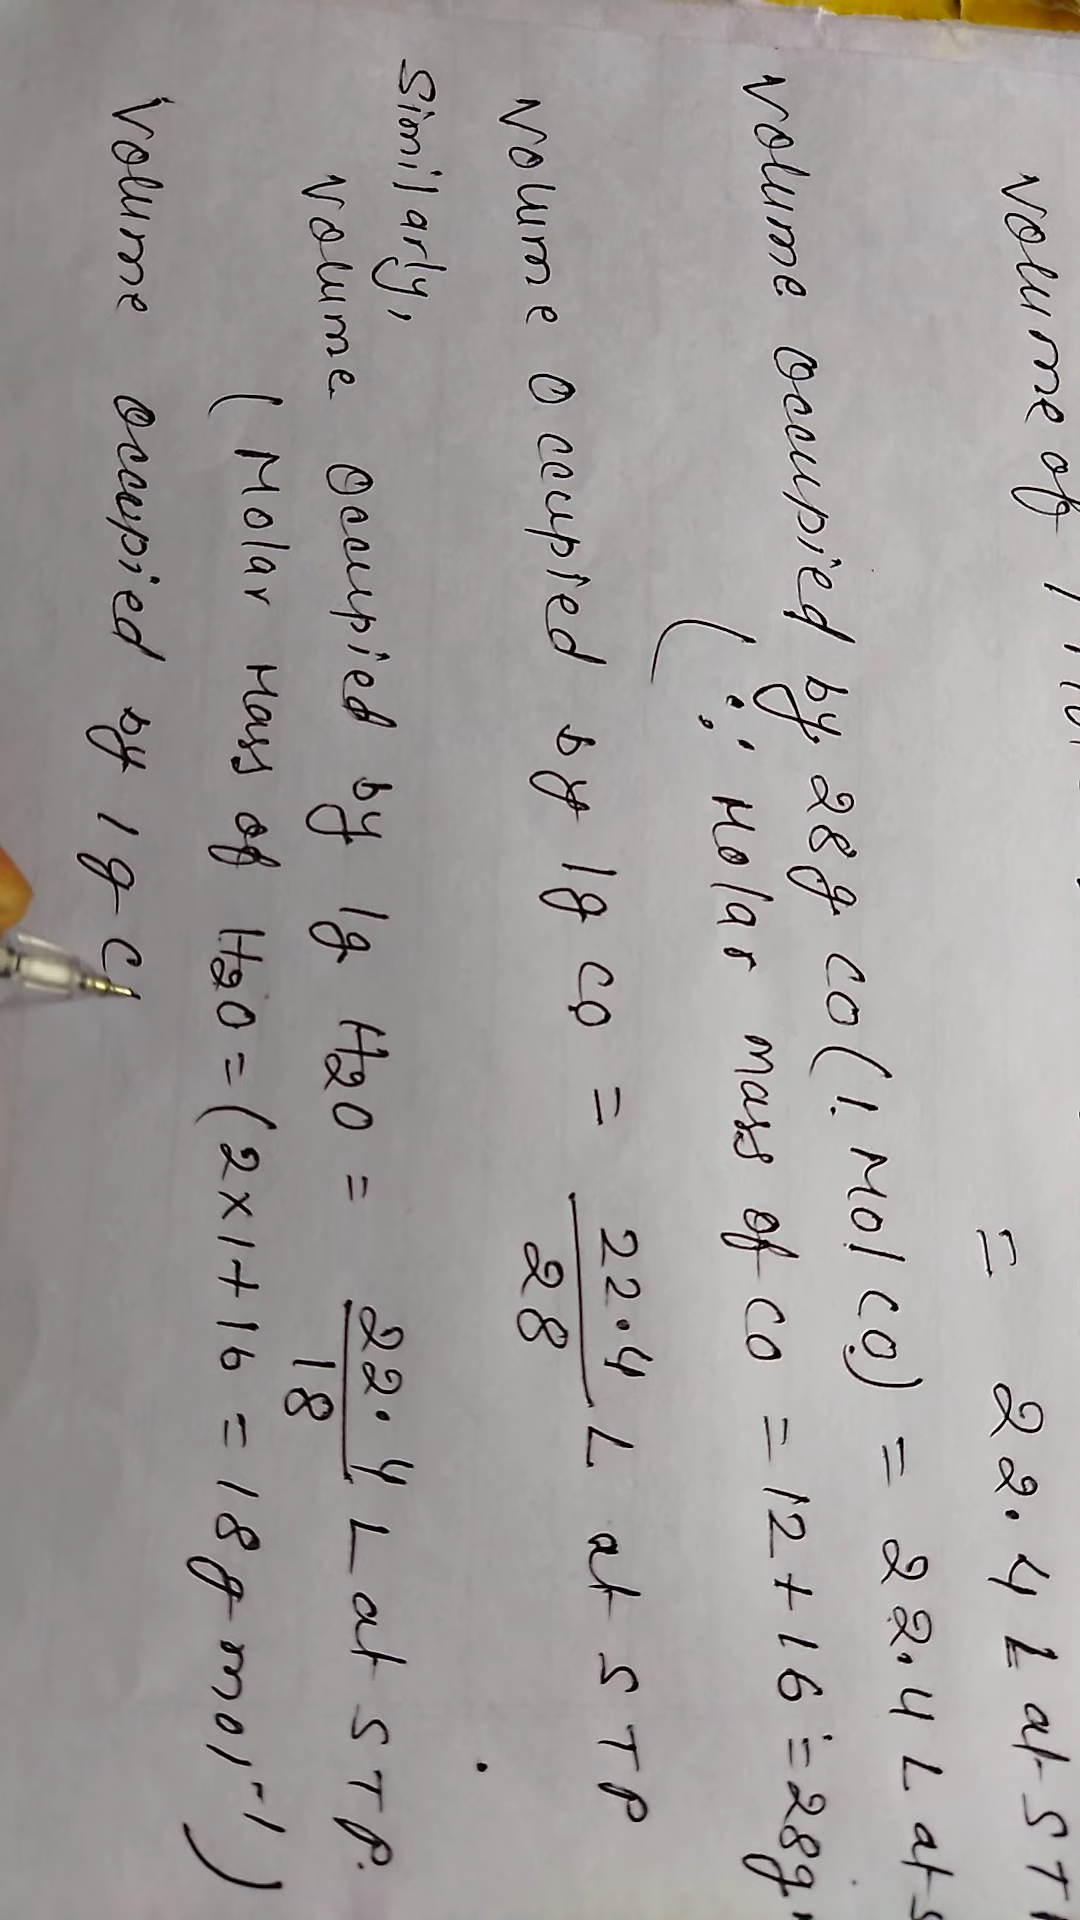 Volume of 1
= 22.4 L at ST
Volume occupied by 28g CO (1. Mol CO) = 22.4 L at S
(∵ Molar mass of CO = 12 + 16 = 28g
Volume Occupied by 1g CO = 22.4/28 L at STP
Similarly,
Volume occupied by 1g H2O = 22.4/18 L at STP.
( Molar Mass of H2O = (2×1+16 = 18g mol⁻¹)
Volume occupied by 1g C